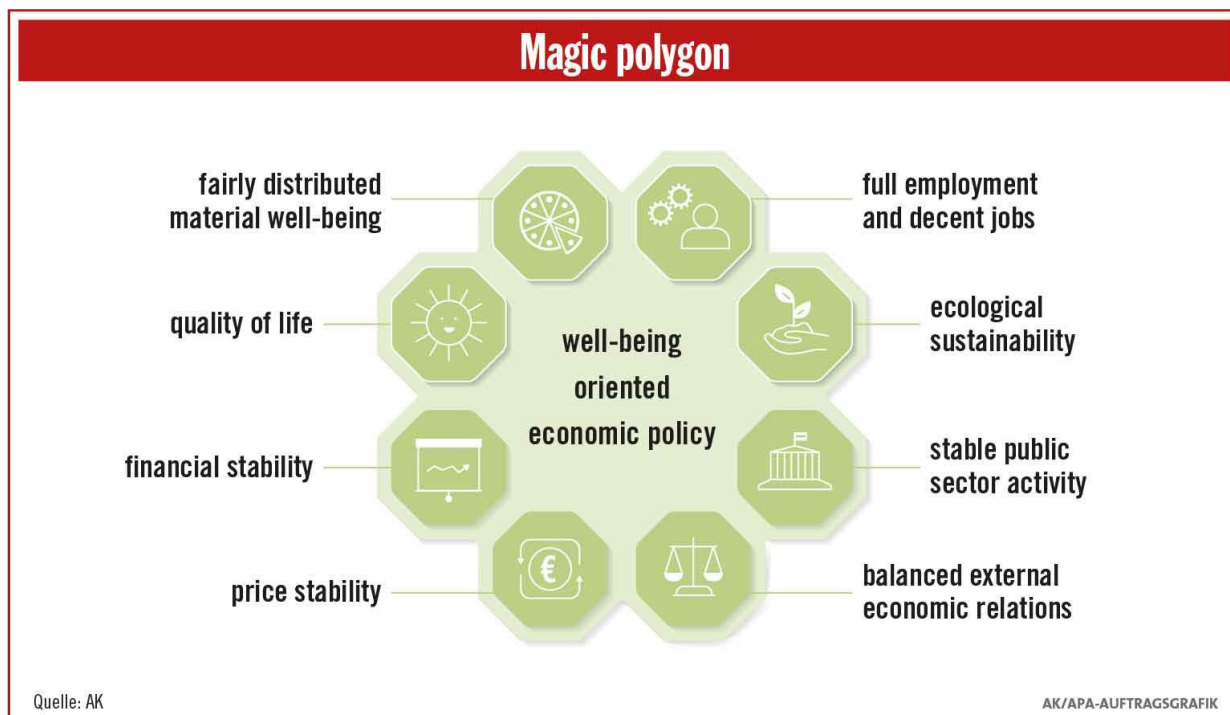 Magic polygon
fairly distributed
material well-being
full employment
and decent jobs
quality of life
ecological
sustainability
well-being
oriented
economic policy
financial stability
stable public
sector activity
price stability
€
balanced external
economic relations
Quelle: AK
AK/APA-AUFTRAGSGRAFIK